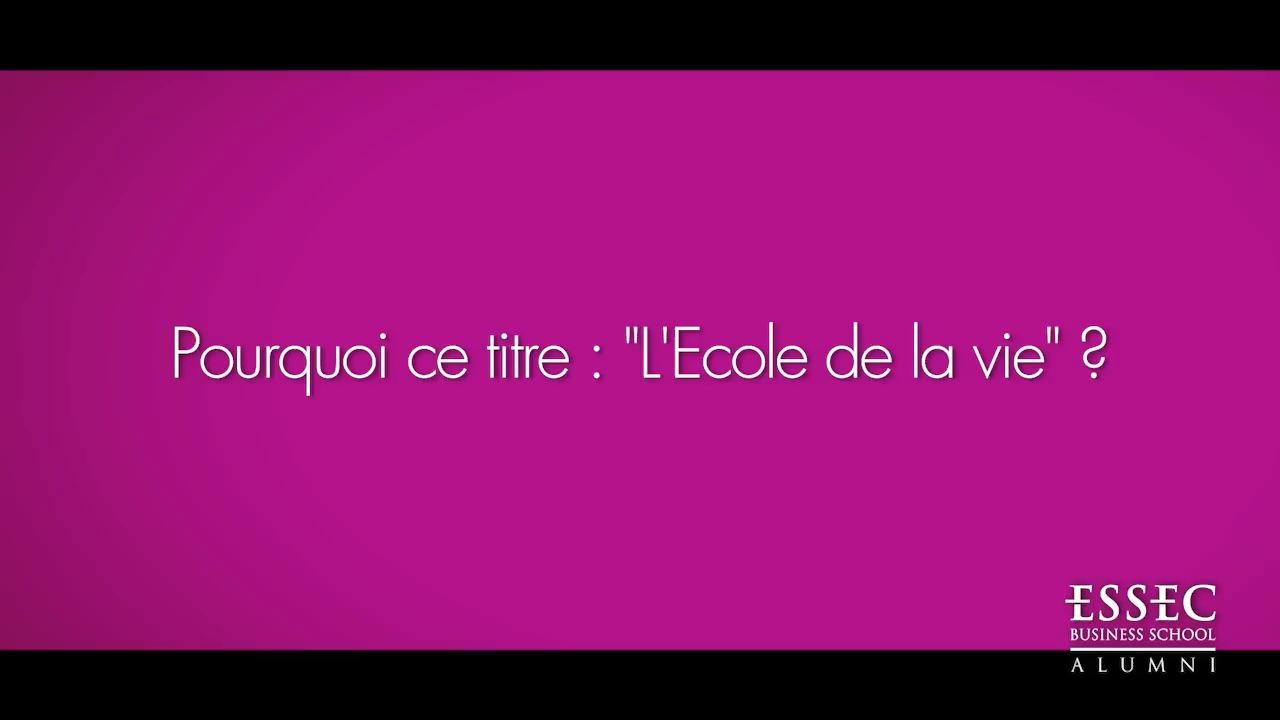 Pourquoi ce titre : "L'Ecole de la vie" ?
ESSEC
BUSINESS SCHOOL
ALUMNI